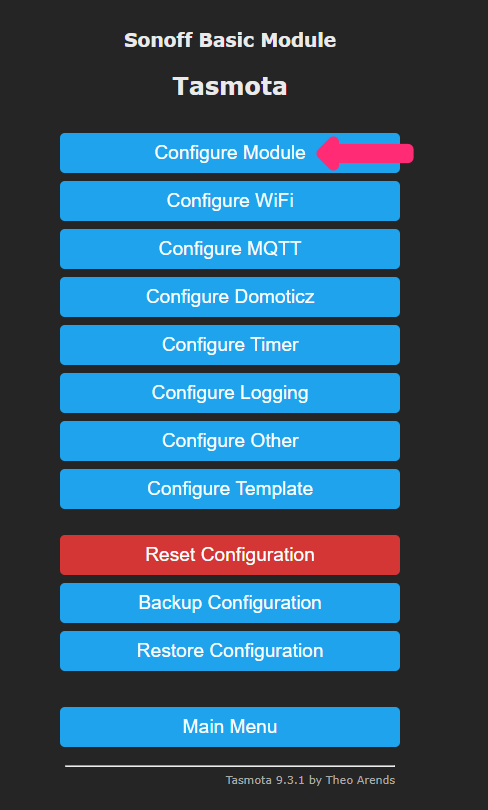 Sonoff Basic Module
Tasmota
Configure Module
Configure WiFi
Configure MQTT
Configure Domoticz
Configure Timer
Configure Logging
Configure Other
Configure Template
Reset Configuration
Backup Configuration
Restore Configuration
Main Menu
Tasmota 9.3.1 by Theo Arends